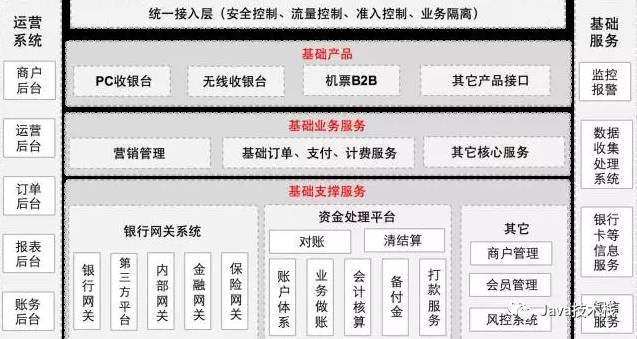 运营
系统
商户
后台
运营
后台
订单
后台
报表
后台
账务
后台
统一接入层（安全控制、流量控制、准入控制、业务隔离）
基础产品
PC收银台
无线收银台
机票B2B
其它产品接口
基础业务服务
营销管理
基础订单、支付、计费服务
其它核心服务
基础支撑服务
银行网关系统
银行网关
第三方平台
内部网关
金融网关
保险网关
资金处理平台
对账
清结算
账户体系
业务做账
会计核算
备付金
打款服务
其它
商户管理
会员管理
风控系统
基础
服务
监控
报警
数据
收集
处理
系统
银行
卡等
信息
服务
服务
Java技术栈